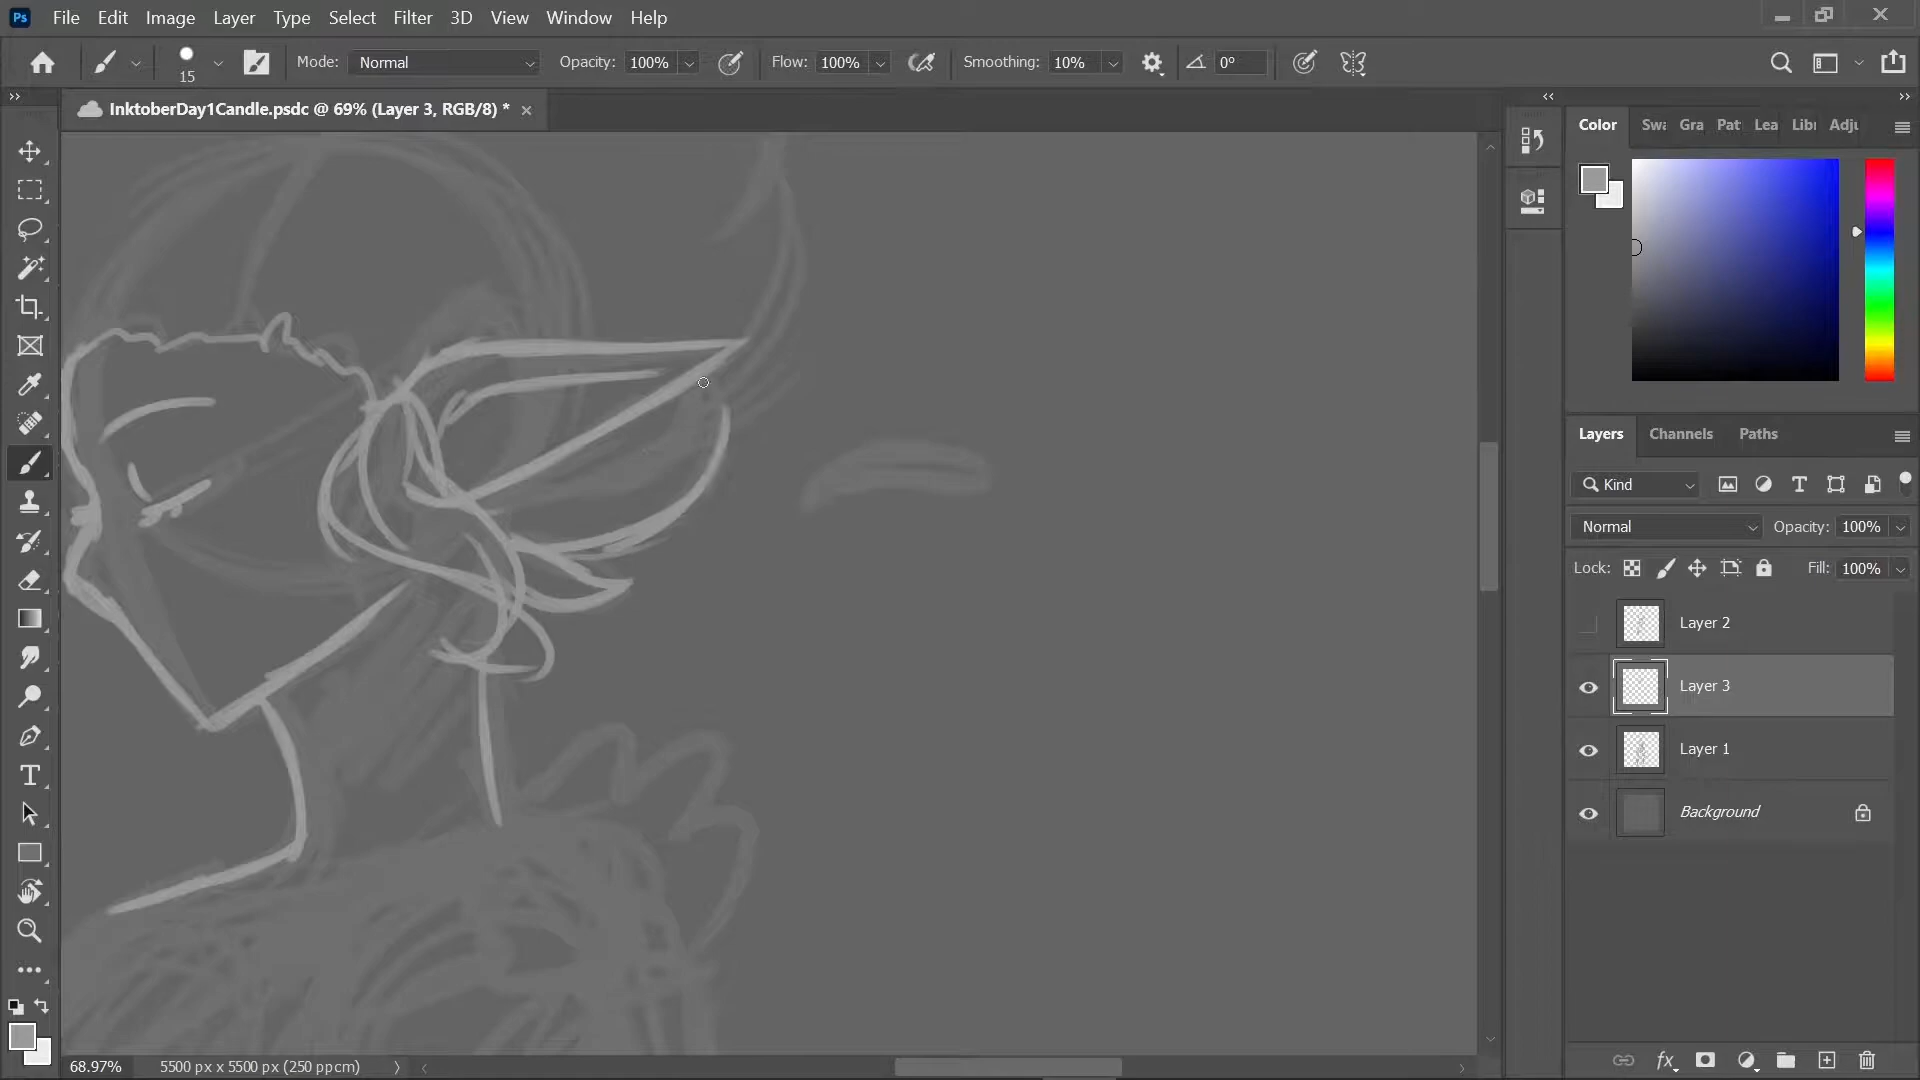 Ps File Edit Image Layer Type Select Filter 3D View Window Help
15 Mode: Normal Opacity: 100% Flow: 100% Smoothing: 10% 0°
InktoberDay1Candle.psdc @ 69% (Layer 3, RGB/8) *
Color Swa Gra Pat Lea Libi Adju
Layers Channels Paths
Kind
Normal Opacity: 100%
Lock: Fill: 100%
Layer 2
Layer 3
Layer 1
Background
fx
68.97% 5500 px x 5500 px (250 ppcm)